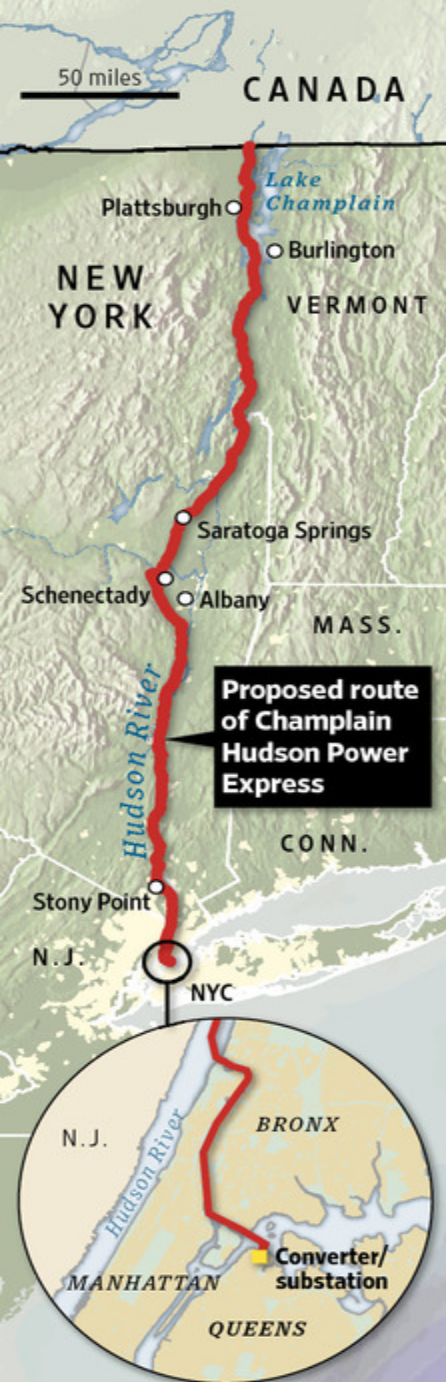 50 miles
CANADA
Lake
Champlain
Plattsburgh
Burlington
NEW
YORK
VERMONT
Saratoga Springs
Schenectady
Albany
MASS.
Hudson River
Proposed route
of Champlain
Hudson Power
Express
CONN.
Stony Point
N.J.
NYC
N.J.
Hudson River
BRONX
Converter/
substation
MANHATTAN
QUEENS